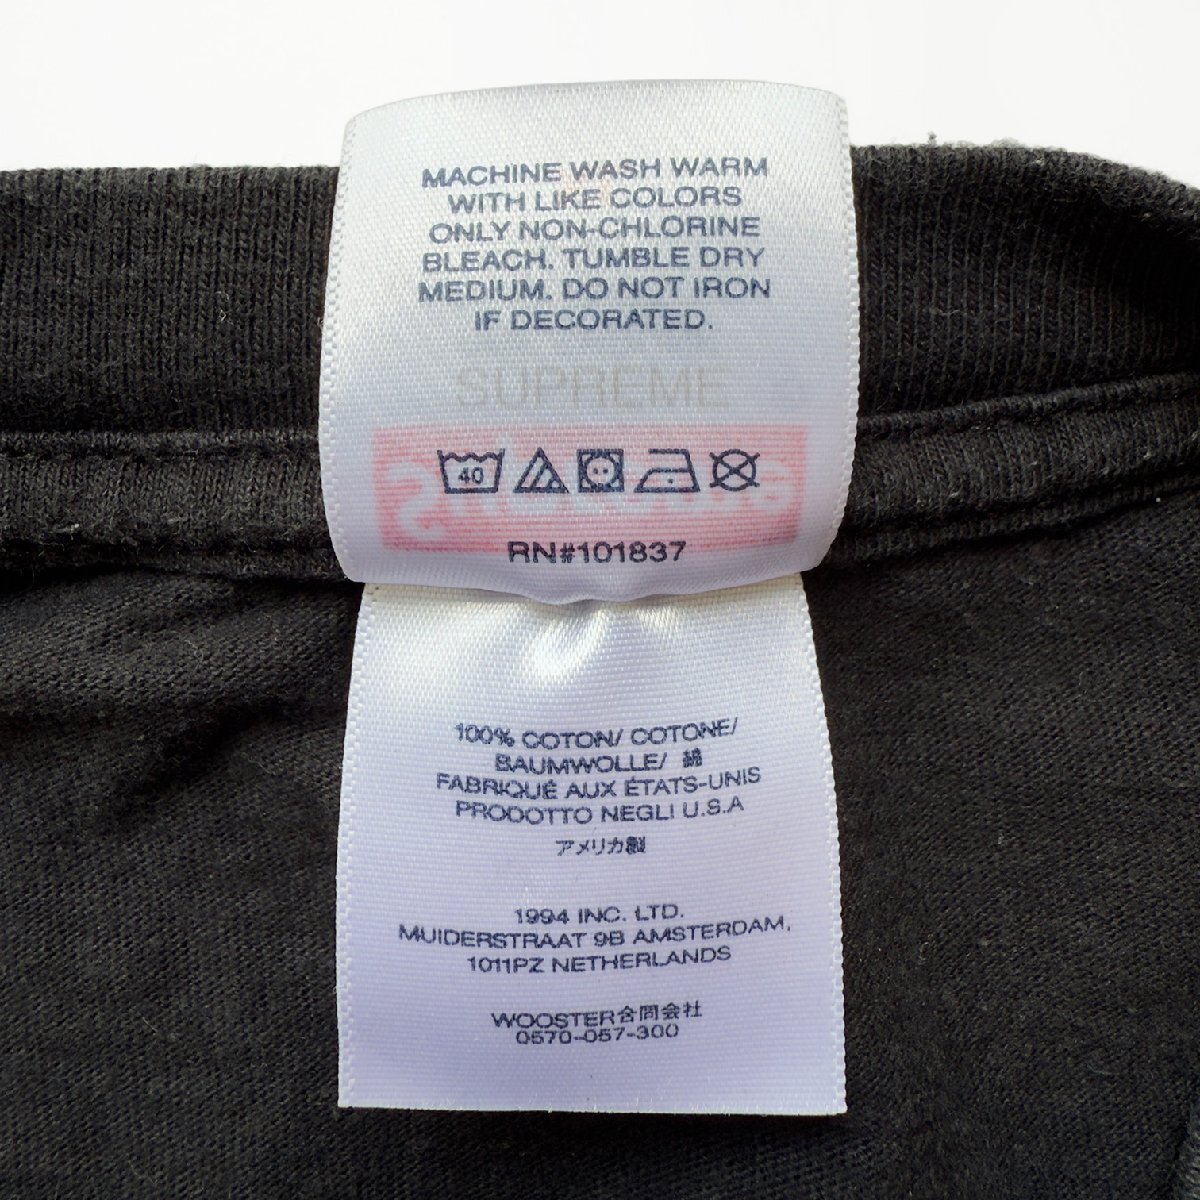 MACHINE WASH WARM
WITH LIKE COLORS
ONLY NON-CHLORINE
BLEACH. TUMBLE DRY
MEDIUM. DO NOT IRON
IF DECORATED.
SUPREME
Supreme
40
RN#101837
100% COTON/ COTONE/
BAUMWOLLE/ 綿
FABRIQUÉ AUX ÉTATS-UNIS
PRODOTTO NEGLI U.S.A
アメリカ製
1994 INC. LTD.
MUIDERSTRAAT 9B AMSTERDAM,
1011PZ NETHERLANDS
WOOSTER合同会社
0570-057-300